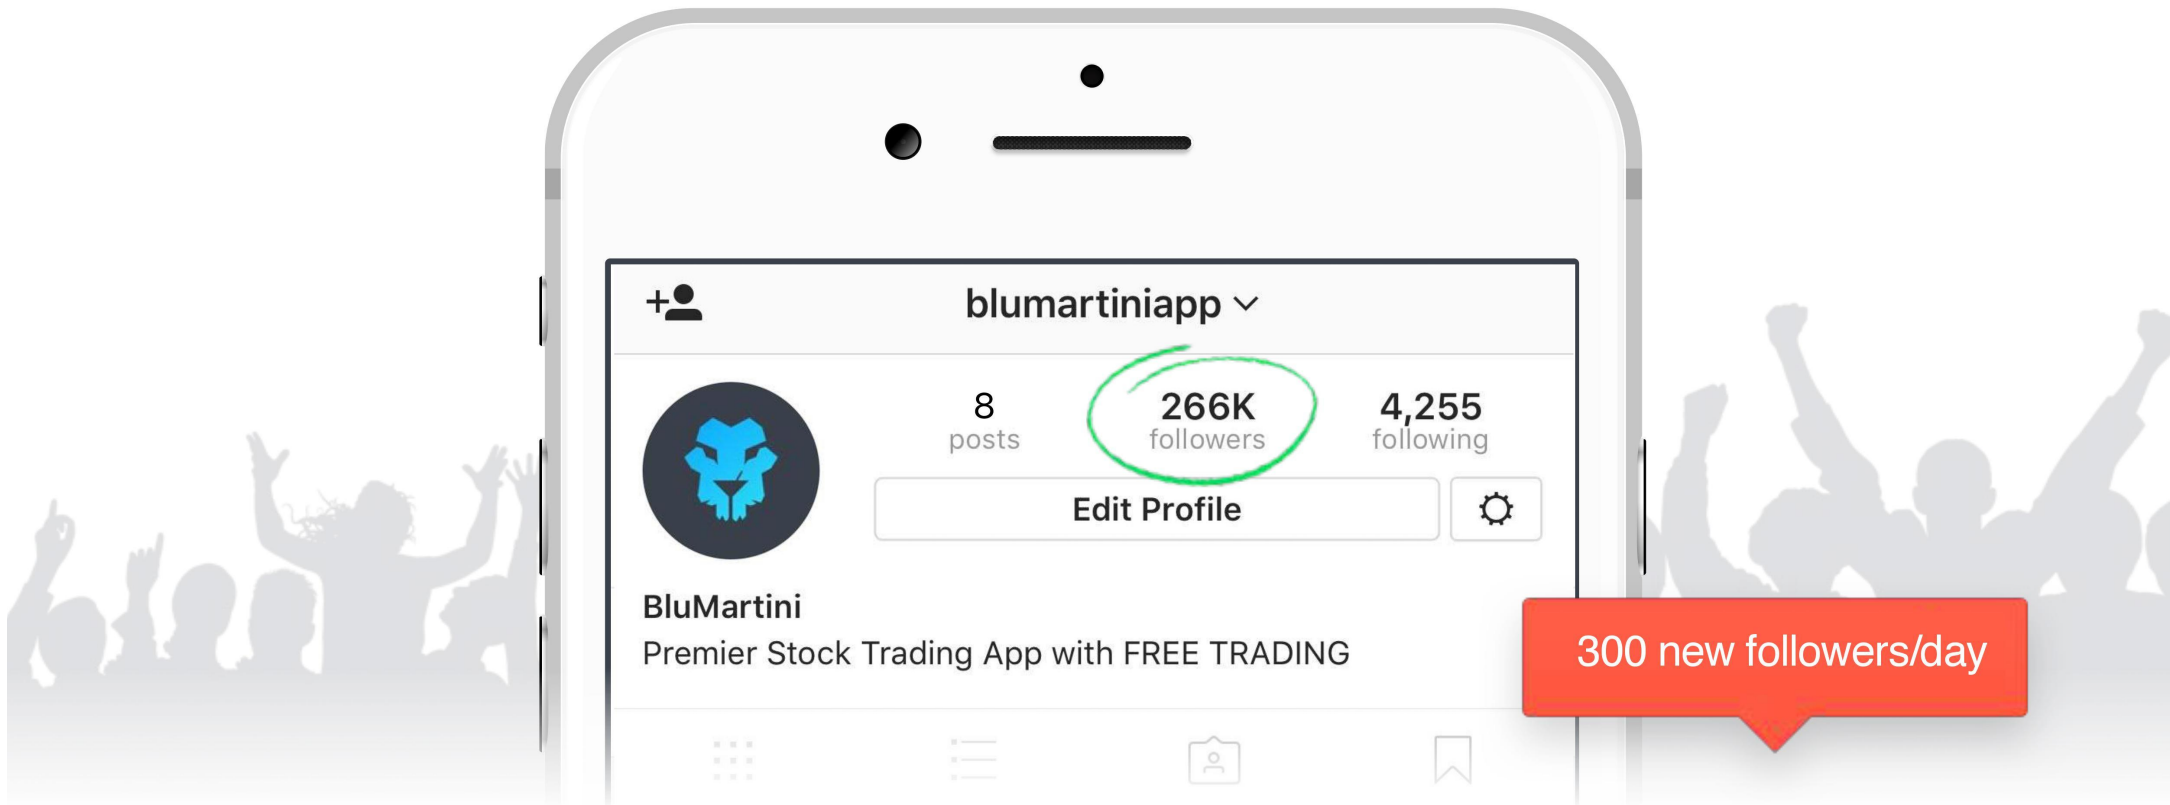 blumartiniapp
8 266K 4,255
posts followers following
Edit Profile
BluMartini
Premier Stock Trading App with FREE TRADING
300 new followers/day